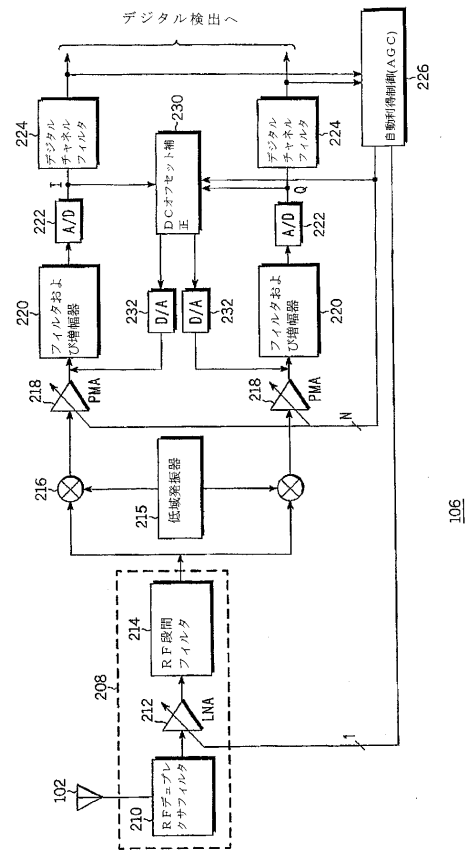 デジタル検出へ
224
デジタル
チャネル
フィルタ
I
222
A/D
220
フィルタおよ
び増幅器
218
PMA
230
DCオフセット補
正
232
D/A
D/A
232
224
デジタル
チャネル
フィルタ
Q
A/D
222
フィルタおよ
び増幅器
220
218
PMA
自動利得制御(AGC)
226
N
216
215
低域発振器
208
214
RF段間
フィルタ
212
LNA
102
210
RFデュプレ
クサフィルタ
1
106